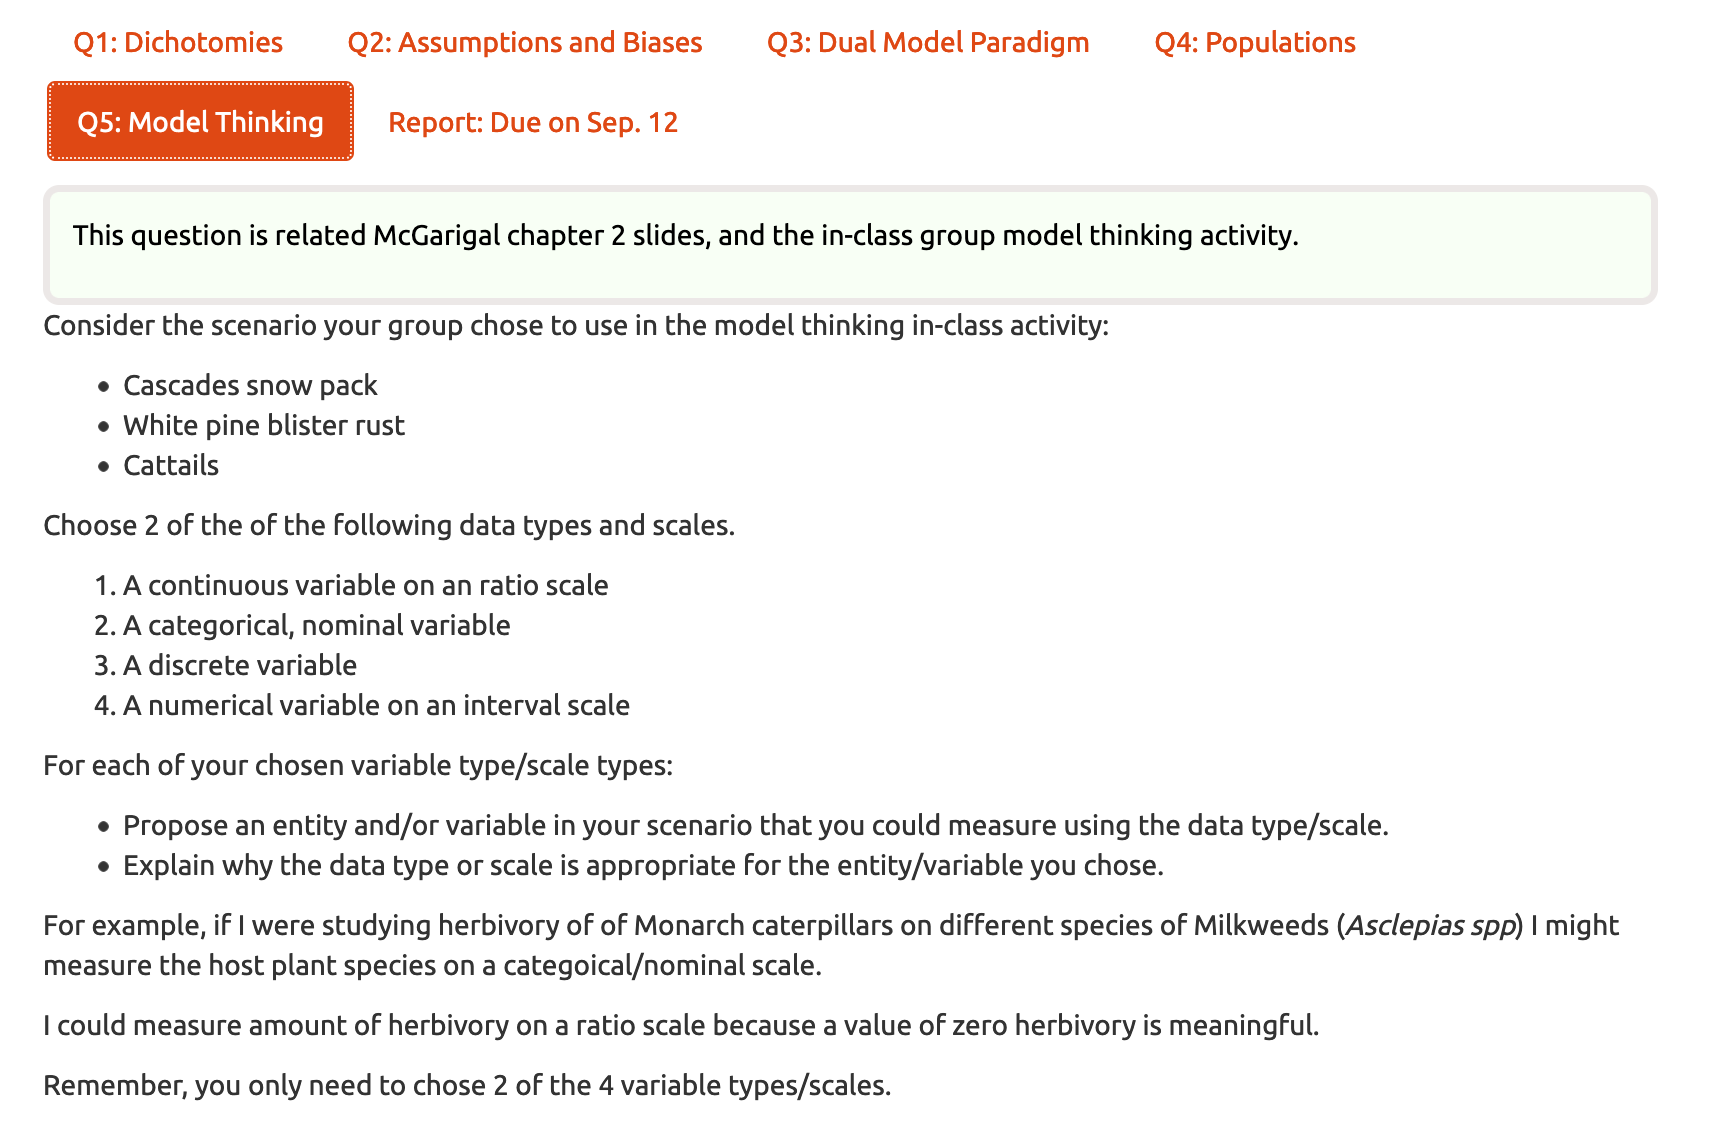 Q1: Dichotomies Q2: Assumptions and Biases Q3: Dual Model Paradigm Q4: Populations
Q5: Model Thinking Report: Due on Sep. 12
This question is related McGarigal chapter 2 slides, and the in-class group model thinking activity.
Consider the scenario your group chose to use in the model thinking in-class activity:
• Cascades snow pack
• White pine blister rust
• Cattails
Choose 2 of the of the following data types and scales.
1. A continuous variable on an ratio scale
2. A categorical, nominal variable
3. A discrete variable
4. A numerical variable on an interval scale
For each of your chosen variable type/scale types:
• Propose an entity and/or variable in your scenario that you could measure using the data type/scale.
• Explain why the data type or scale is appropriate for the entity/variable you chose.
For example, if I were studying herbivory of of Monarch caterpillars on different species of Milkweeds (Asclepias spp) I might
measure the host plant species on a categoical/nominal scale.
I could measure amount of herbivory on a ratio scale because a value of zero herbivory is meaningful.
Remember, you only need to chose 2 of the 4 variable types/scales.